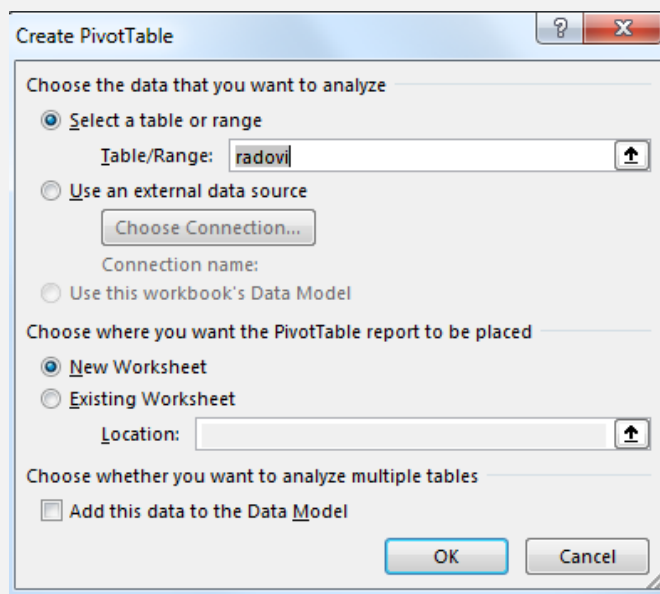 Create PivotTable
Choose the data that you want to analyze
Select a table or range
Table/Range: radovi
Use an external data source
Choose Connection...
Connection name:
Use this workbook's Data Model
Choose where you want the PivotTable report to be placed
New Worksheet
Existing Worksheet
Location:
Choose whether you want to analyze multiple tables
Add this data to the Data Model
OK Cancel